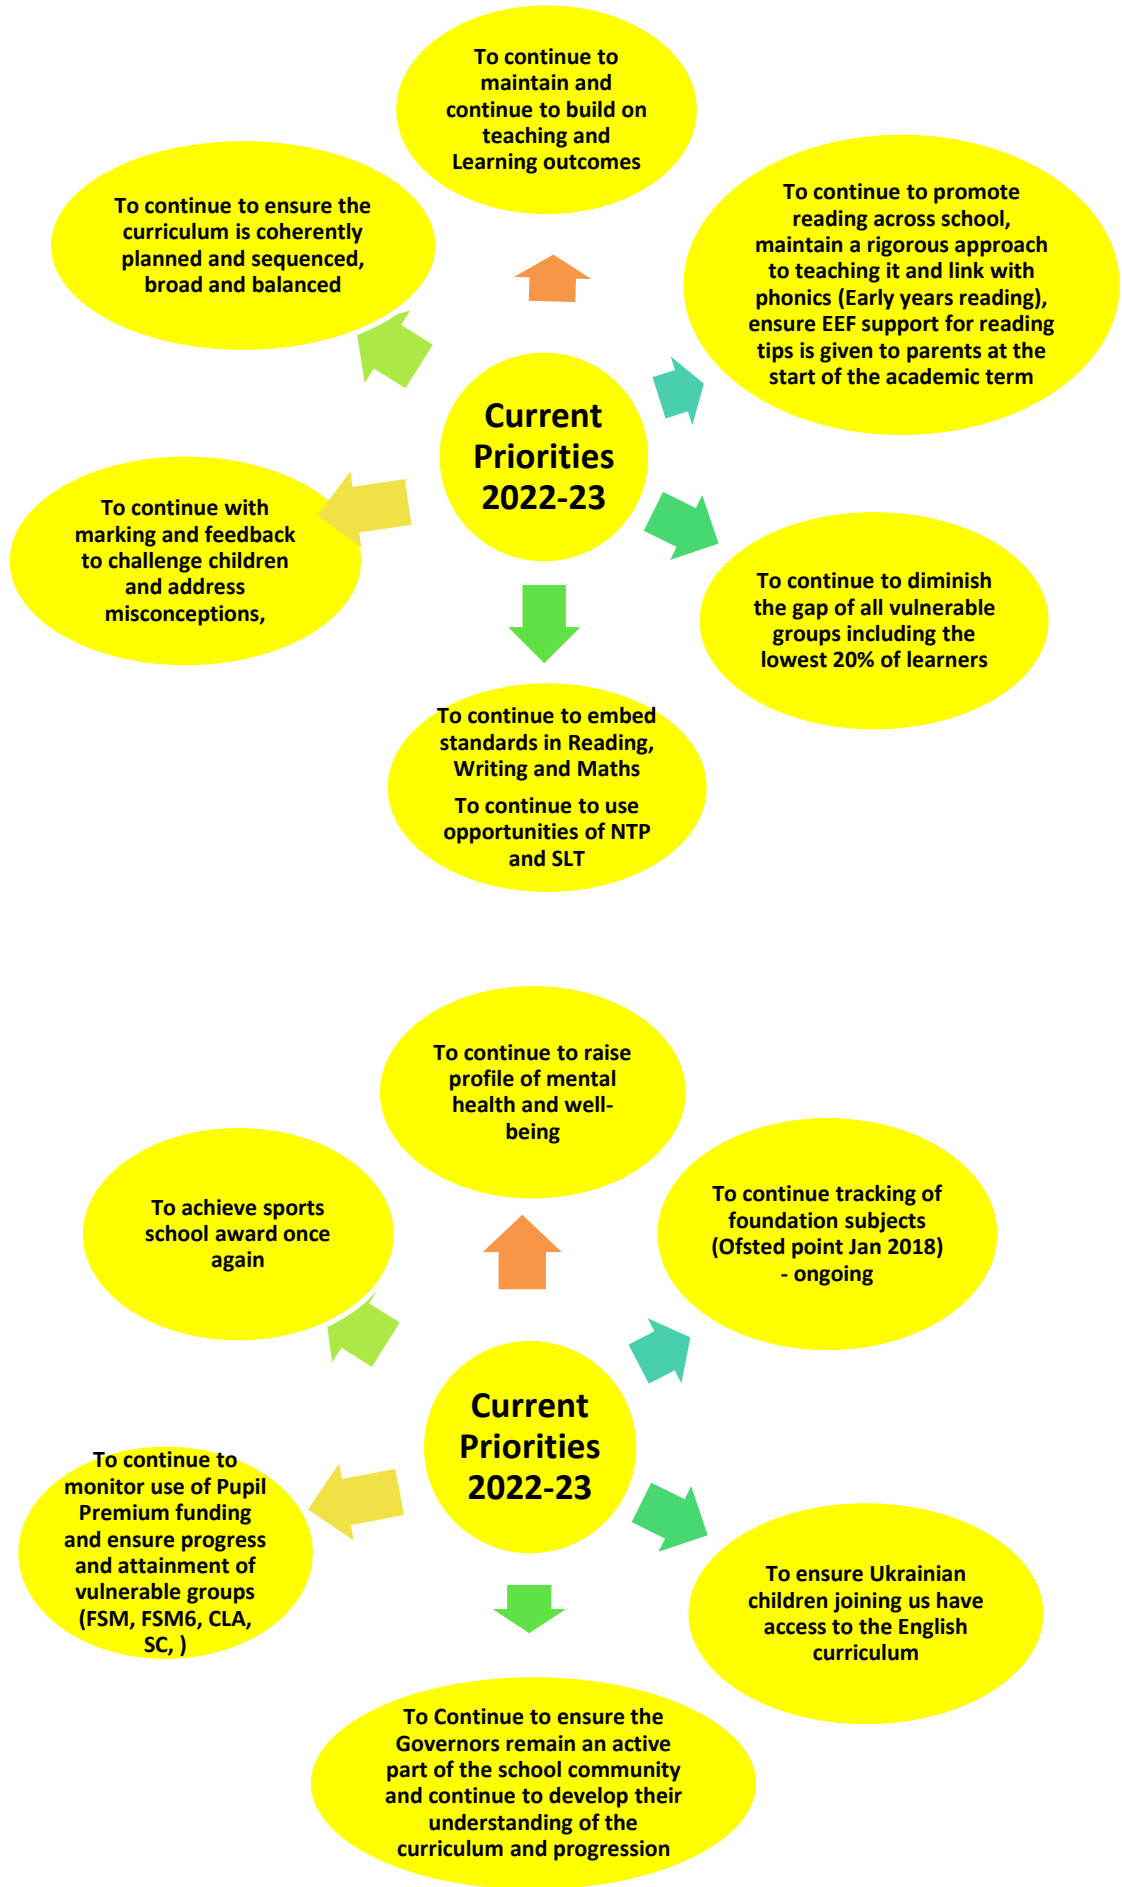 To continue to
maintain and
continue to build on
teaching and
Learning outcomes
To continue to ensure the
curriculum is coherently
planned and sequenced,
broad and balanced
To continue to promote
reading across school,
maintain a rigorous approach
to teaching it and link with
phonics (Early years reading),
ensure EEF support for reading
tips is given to parents at the
start of the academic term
Current
Priorities
2022-23
To continue with
marking and feedback
to challenge children
and address
misconceptions,
To continue to diminish
the gap of all vulnerable
groups including the
lowest 20% of learners
To continue to embed
standards in Reading,
Writing and Maths
To continue to use
opportunities of NTP
and SLT
To continue to raise
profile of mental
health and well-
being
To achieve sports
school award once
again
To continue tracking of
foundation subjects
(Ofsted point Jan 2018)
- ongoing
Current
Priorities
2022-23
To continue to
monitor use of Pupil
Premium funding
and ensure progress
and attainment of
vulnerable groups
(FSM, FSM6, CLA,
SC, )
To ensure Ukrainian
children joining us have
access to the English
curriculum
To Continue to ensure the
Governors remain an active
part of the school community
and continue to develop their
understanding of the
curriculum and progression